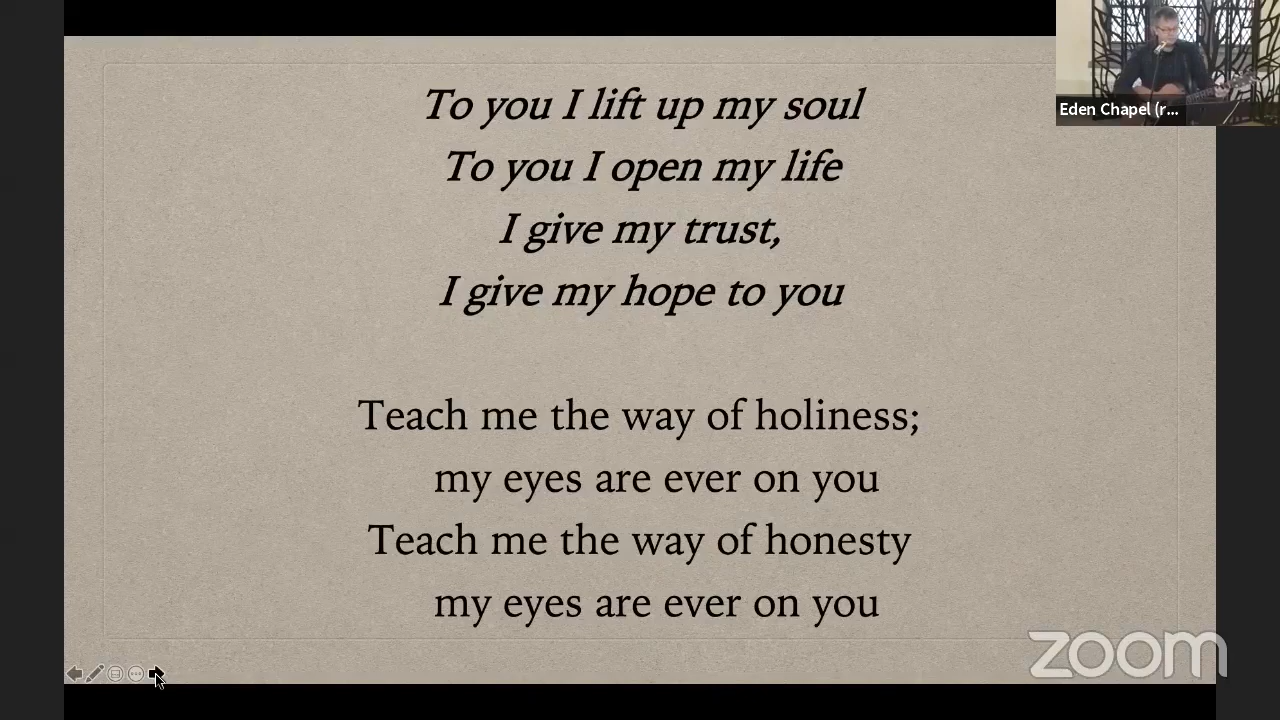 To you I lift up my soul
To you I open my life
I give my trust,
I give my hope to you
Teach me the way of holiness;
my eyes are ever on you
Teach me the way of honesty
my eyes are ever on you
Eden Chapel (r...
zoom